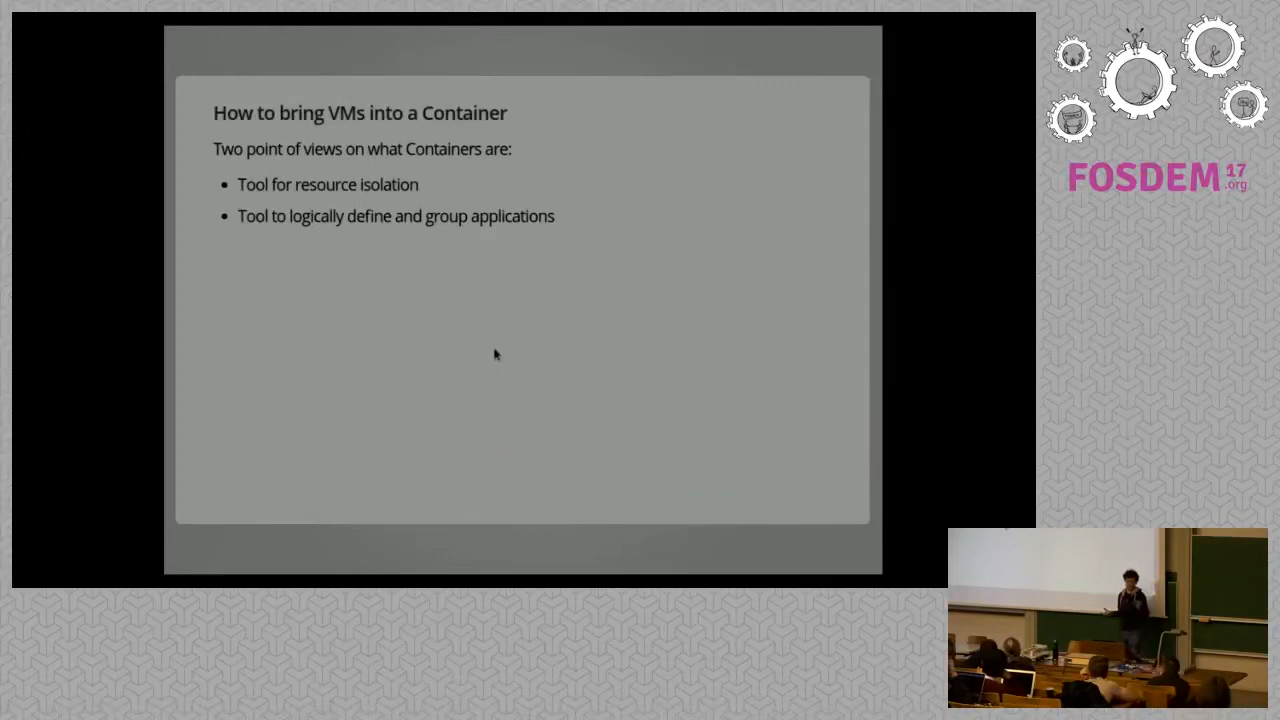 How to bring VMs into a Container
Two point of views on what Containers are:
Tool for resource isolation
Tool to logically define and group applications
FOSDEM 17
.org